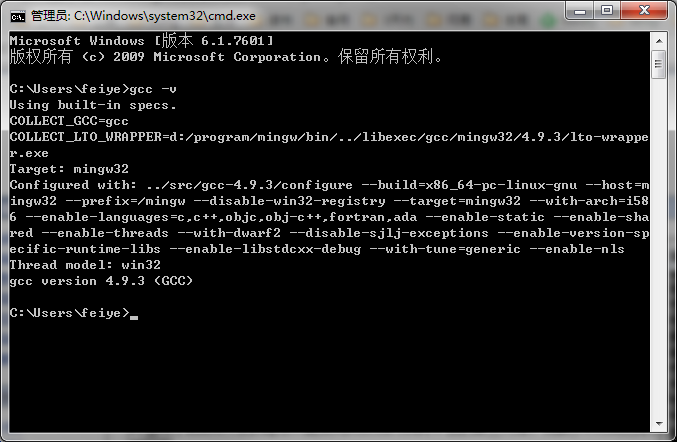 管理员: C:\Windows\system32\cmd.exe
Microsoft Windows [版本 6.1.7601]
版权所有 (c) 2009 Microsoft Corporation。保留所有权利。
C:\Users\feiye>gcc -v
Using built-in specs.
COLLECT_GCC=gcc
COLLECT_LTO_WRAPPER=d:/program/mingw/bin/../libexec/gcc/mingw32/4.9.3/lto-wrappe
r.exe
Target: mingw32
Configured with: ../src/gcc-4.9.3/configure --build=x86_64-pc-linux-gnu --host=m
ingw32 --prefix=/mingw --disable-win32-registry --target=mingw32 --with-arch=i58
6 --enable-languages=c,c++,objc,obj-c++,fortran,ada --enable-static --enable-sha
red --enable-threads --with-dwarf2 --disable-sjlj-exceptions --enable-version-sp
ecific-runtime-libs --enable-libstdcxx-debug --with-tune=generic --enable-nls
Thread model: win32
gcc version 4.9.3 (GCC)
C:\Users\feiye>